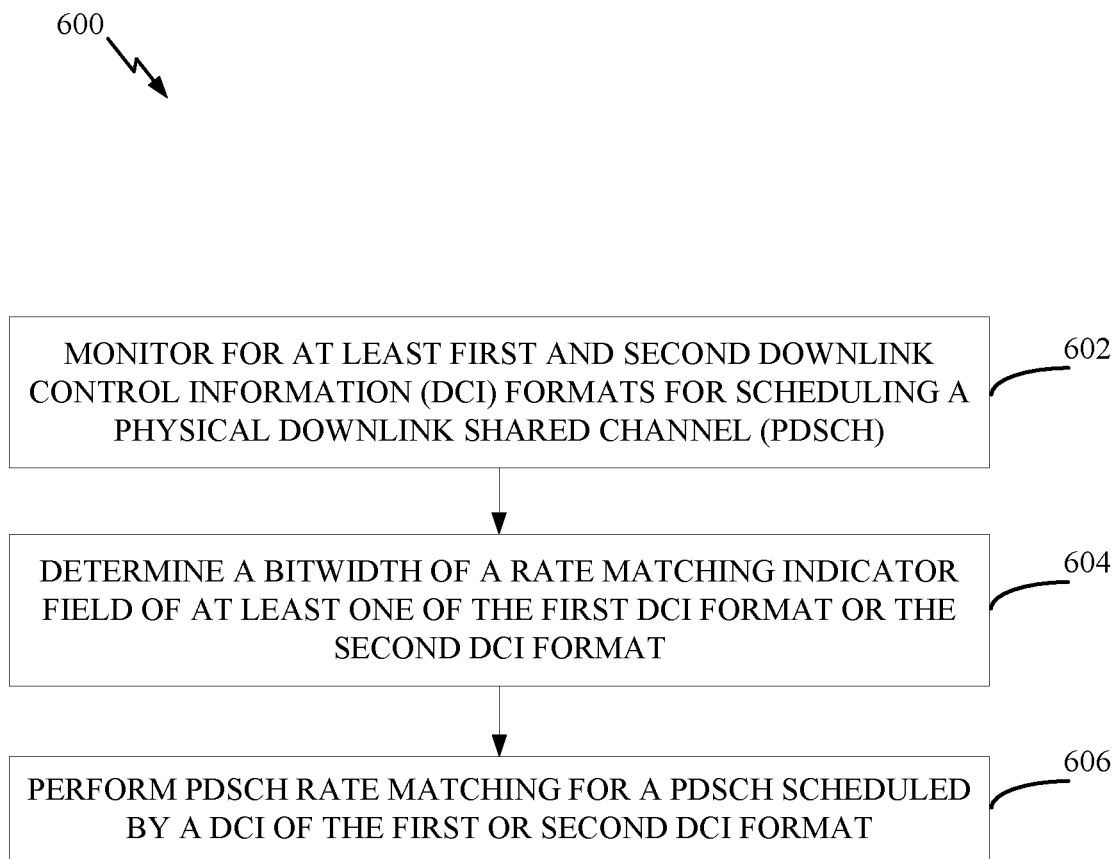 600
MONITOR FOR AT LEAST FIRST AND SECOND DOWNLINK
CONTROL INFORMATION (DCI) FORMATS FOR SCHEDULING A
PHYSICAL DOWNLINK SHARED CHANNEL (PDSCH)
602
DETERMINE A BITWIDTH OF A RATE MATCHING INDICATOR
FIELD OF AT LEAST ONE OF THE FIRST DCI FORMAT OR THE
SECOND DCI FORMAT
604
PERFORM PDSCH RATE MATCHING FOR A PDSCH SCHEDULED
BY A DCI OF THE FIRST OR SECOND DCI FORMAT
606